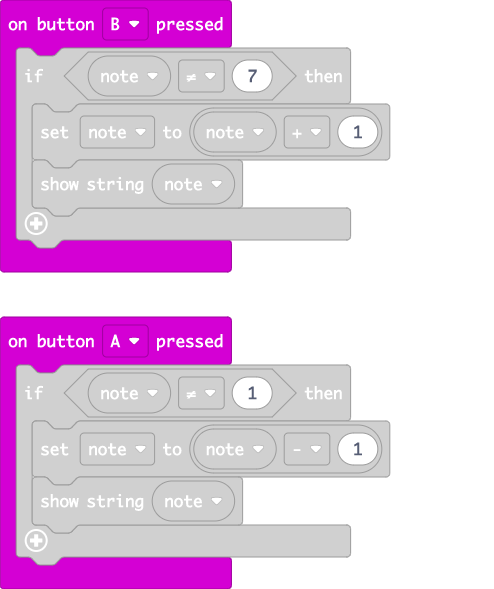 on button B pressed
if note ≠ 7 then
set note to note + 1
show string note
on button A pressed
if note ≠ 1 then
set note to note - 1
show string note